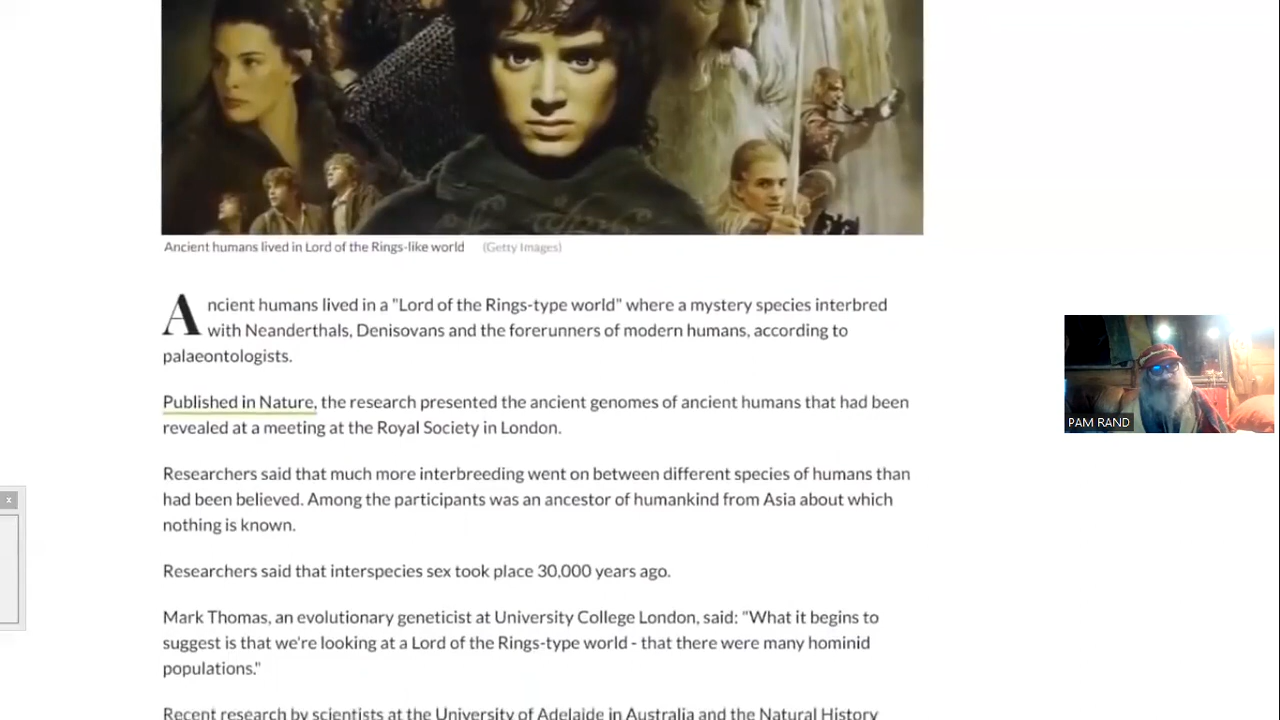 Ancient humans lived in Lord of the Rings-like world (Getty Images)
Ancient humans lived in a "Lord of the Rings-type world" where a mystery species interbred
with Neanderthals, Denisovans and the forerunners of modern humans, according to
palaeontologists.
Published in Nature, the research presented the ancient genomes of ancient humans that had been
revealed at a meeting at the Royal Society in London.
Researchers said that much more interbreeding went on between different species of humans than
had been believed. Among the participants was an ancestor of humankind from Asia about which
nothing is known.
Researchers said that interspecies sex took place 30,000 years ago.
Mark Thomas, an evolutionary geneticist at University College London, said: "What it begins to
suggest is that we're looking at a Lord of the Rings-type world - that there were many hominid
populations."
Recent research by scientists at the University of Adelaide in Australia and the Natural History
PAM RAND
x